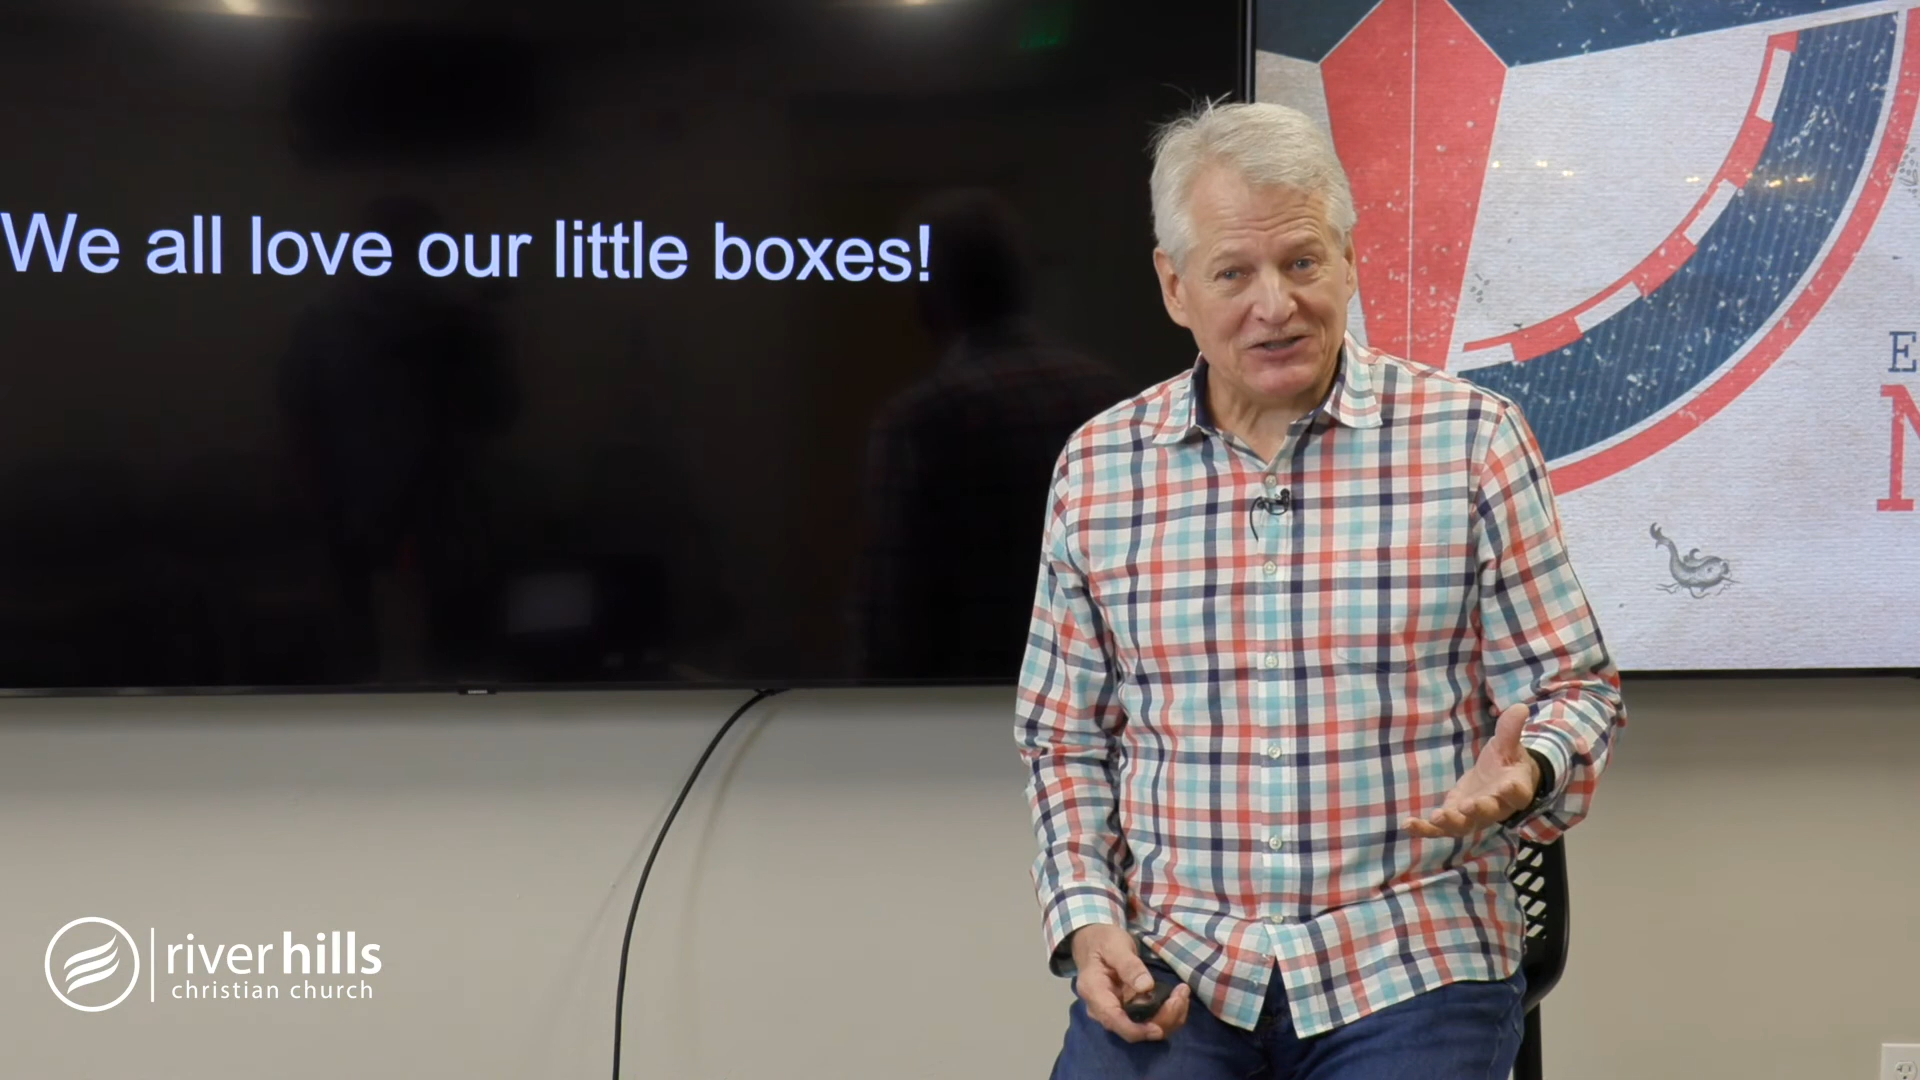 We all love our little boxes!
E
N
river hills
christian church